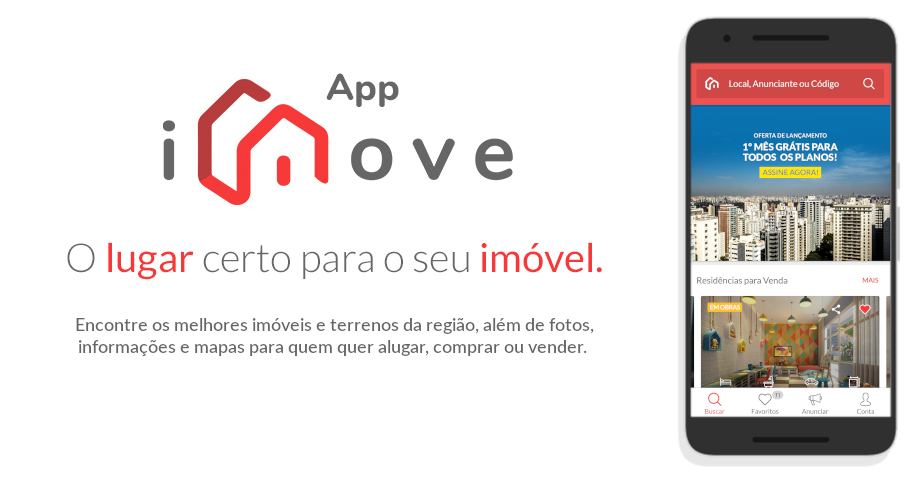 App
imove
O lugar certo para o seu imóvel.
Encontre os melhores imóveis e terrenos da região, além de fotos,
informações e mapas para quem quer alugar, comprar ou vender.
Local, Anunciante ou Código
OFERTA DE LANÇAMENTO
1º MÊS GRÁTIS PARA
TODOS OS PLANOS!
ASSINE AGORA!
Residências para Venda MAIS
EM OBRAS
11
Buscar Favoritos Anunciar Conta